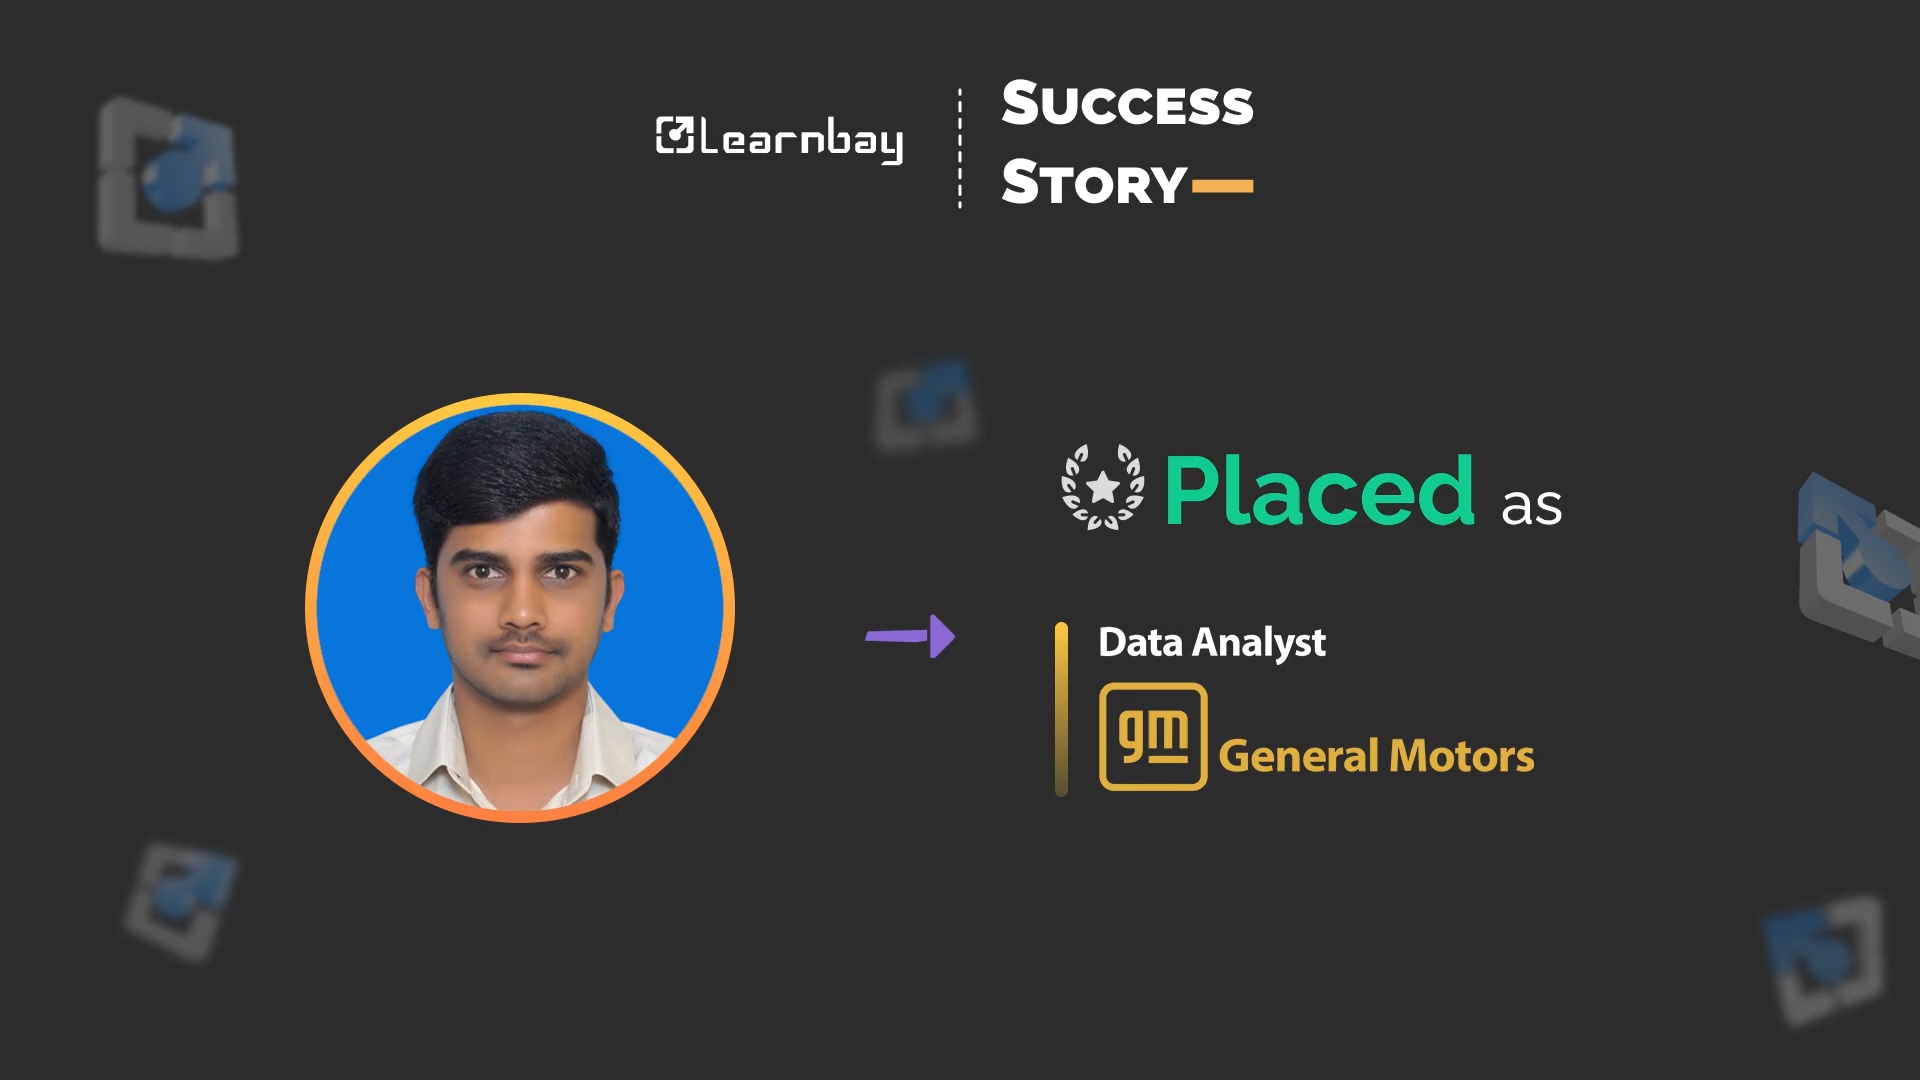 Learnbay
Success
Story
Placed as
Data Analyst
gm
General Motors